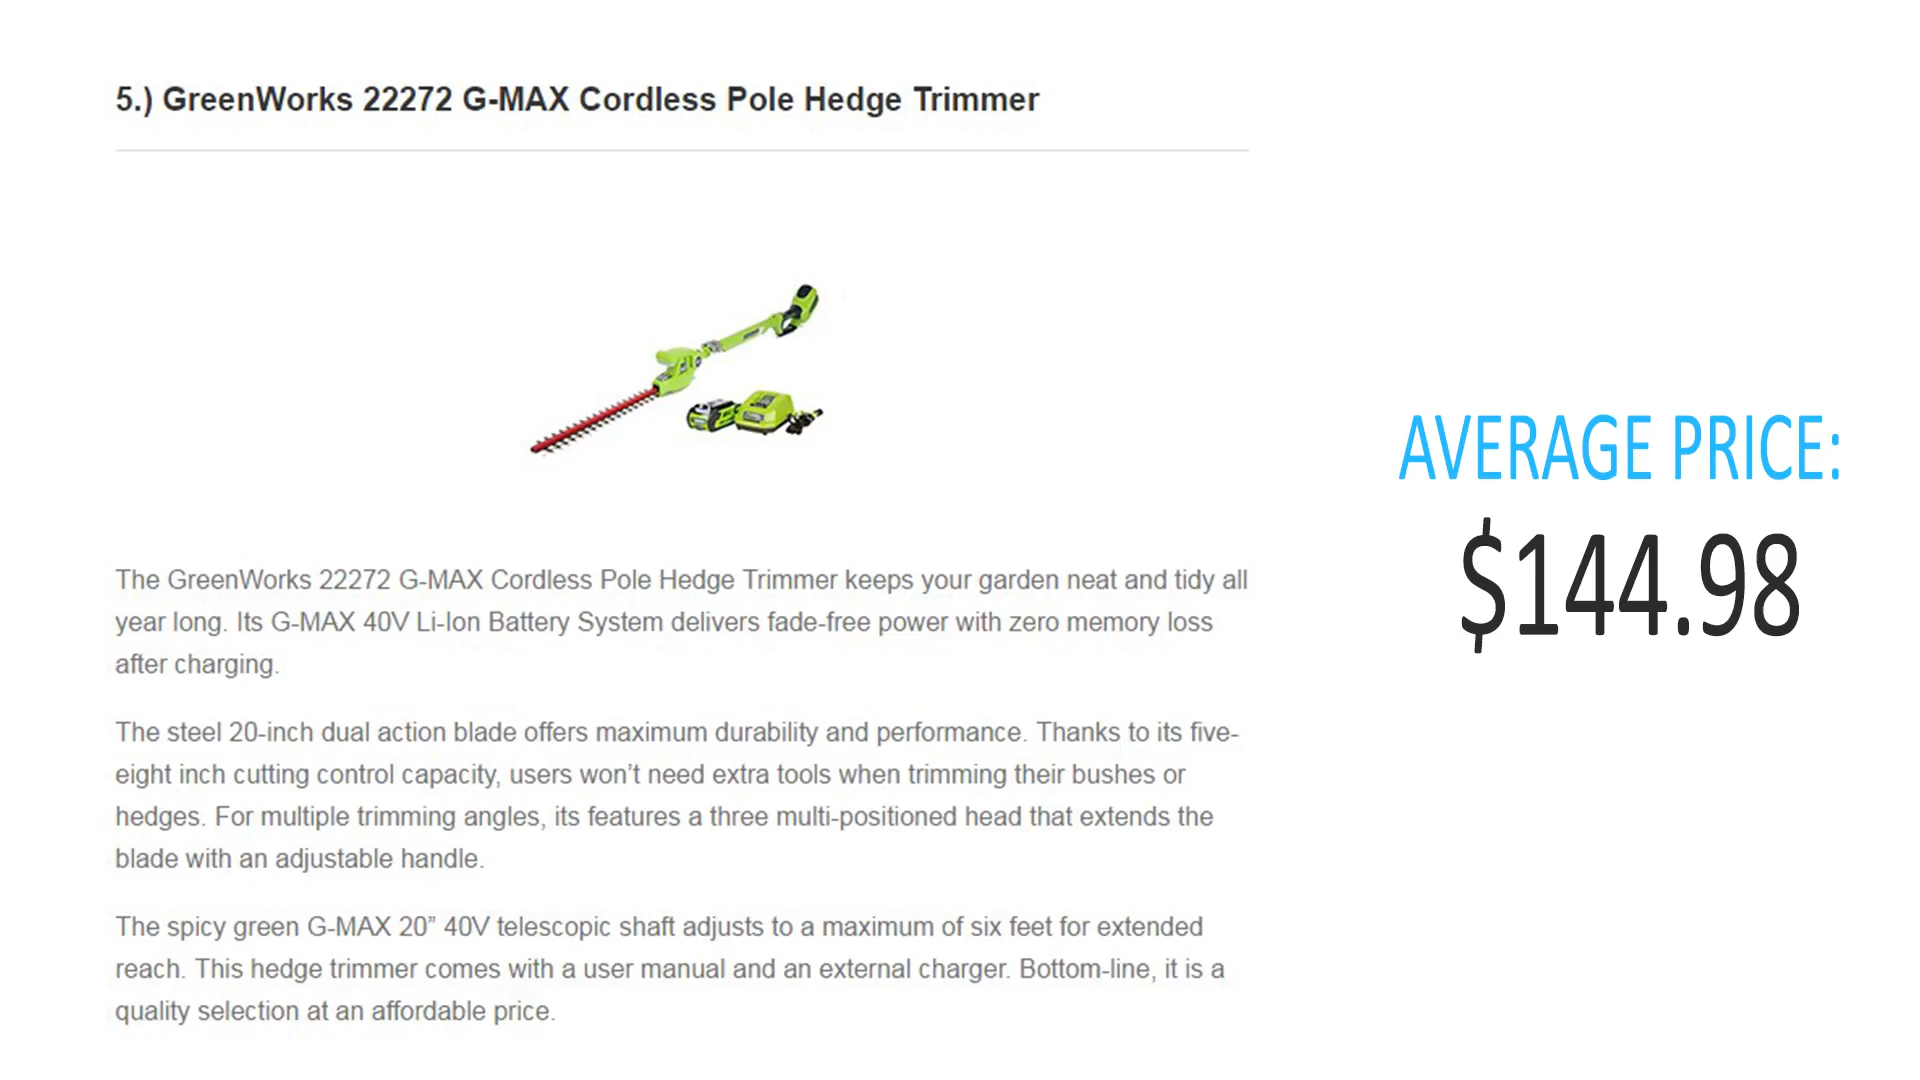 5.) GreenWorks 22272 G-MAX Cordless Pole Hedge Trimmer
AVERAGE PRICE:
$144.98
The GreenWorks 22272 G-MAX Cordless Pole Hedge Trimmer keeps your garden neat and tidy all
year long. Its G-MAX 40V Li-Ion Battery System delivers fade-free power with zero memory loss
after charging.
The steel 20-inch dual action blade offers maximum durability and performance. Thanks to its five-
eight inch cutting control capacity, users won’t need extra tools when trimming their bushes or
hedges. For multiple trimming angles, its features a three multi-positioned head that extends the
blade with an adjustable handle.
The spicy green G-MAX 20” 40V telescopic shaft adjusts to a maximum of six feet for extended
reach. This hedge trimmer comes with a user manual and an external charger. Bottom-line, it is a
quality selection at an affordable price.